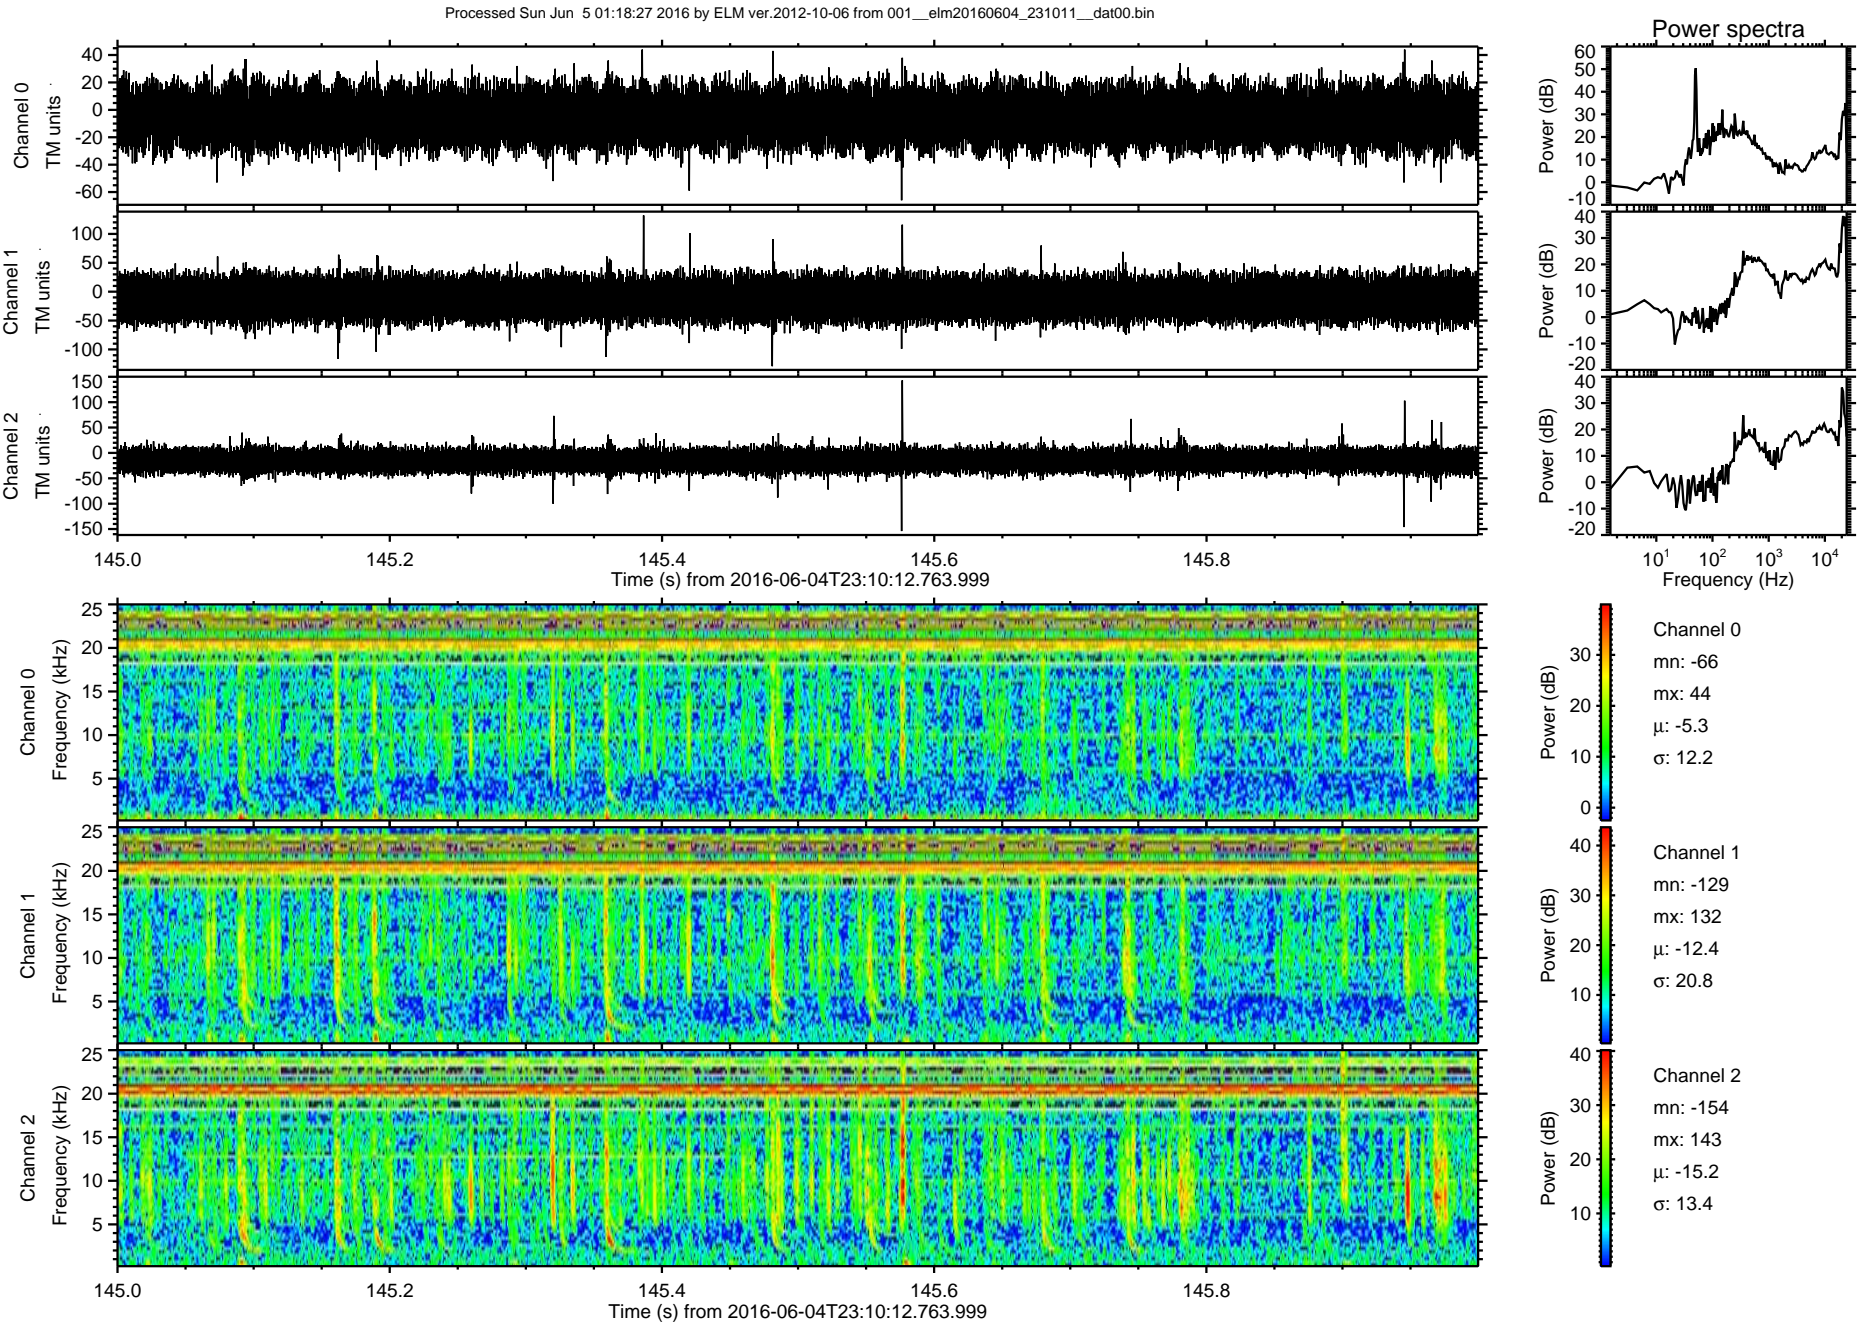 Processed Sun Jun  5 01:18:27 2016 by ELM ver.2012-10-06 from 001__elm20160604_231011__dat00.bin
Power spectra
Channel 0
TM units
40
20
0
-20
-40
-60
Power (dB)
60
50
40
30
20
10
0
-10
Channel 1
TM units
100
50
0
-50
-100
Power (dB)
40
30
20
10
0
-10
-20
Channel 2
TM units
150
100
50
0
-50
-100
-150
Power (dB)
40
30
20
10
0
-10
-20
145.0 145.2 145.4 145.6 145.8
Time (s) from 2016-06-04T23:10:12.763.999
10¹ 10² 10³ 10⁴
Frequency (Hz)
Channel 0
Frequency (kHz)
25
20
15
10
5
Power (dB)
30
20
10
0
Channel 0
mn: -66
mx: 44
µ: -5.3
σ: 12.2
Channel 1
Frequency (kHz)
25
20
15
10
5
Power (dB)
40
30
20
10
Channel 1
mn: -129
mx: 132
µ: -12.4
σ: 20.8
Channel 2
Frequency (kHz)
25
20
15
10
5
Power (dB)
40
30
20
10
Channel 2
mn: -154
mx: 143
µ: -15.2
σ: 13.4
145.0 145.2 145.4 145.6 145.8
Time (s) from 2016-06-04T23:10:12.763.999